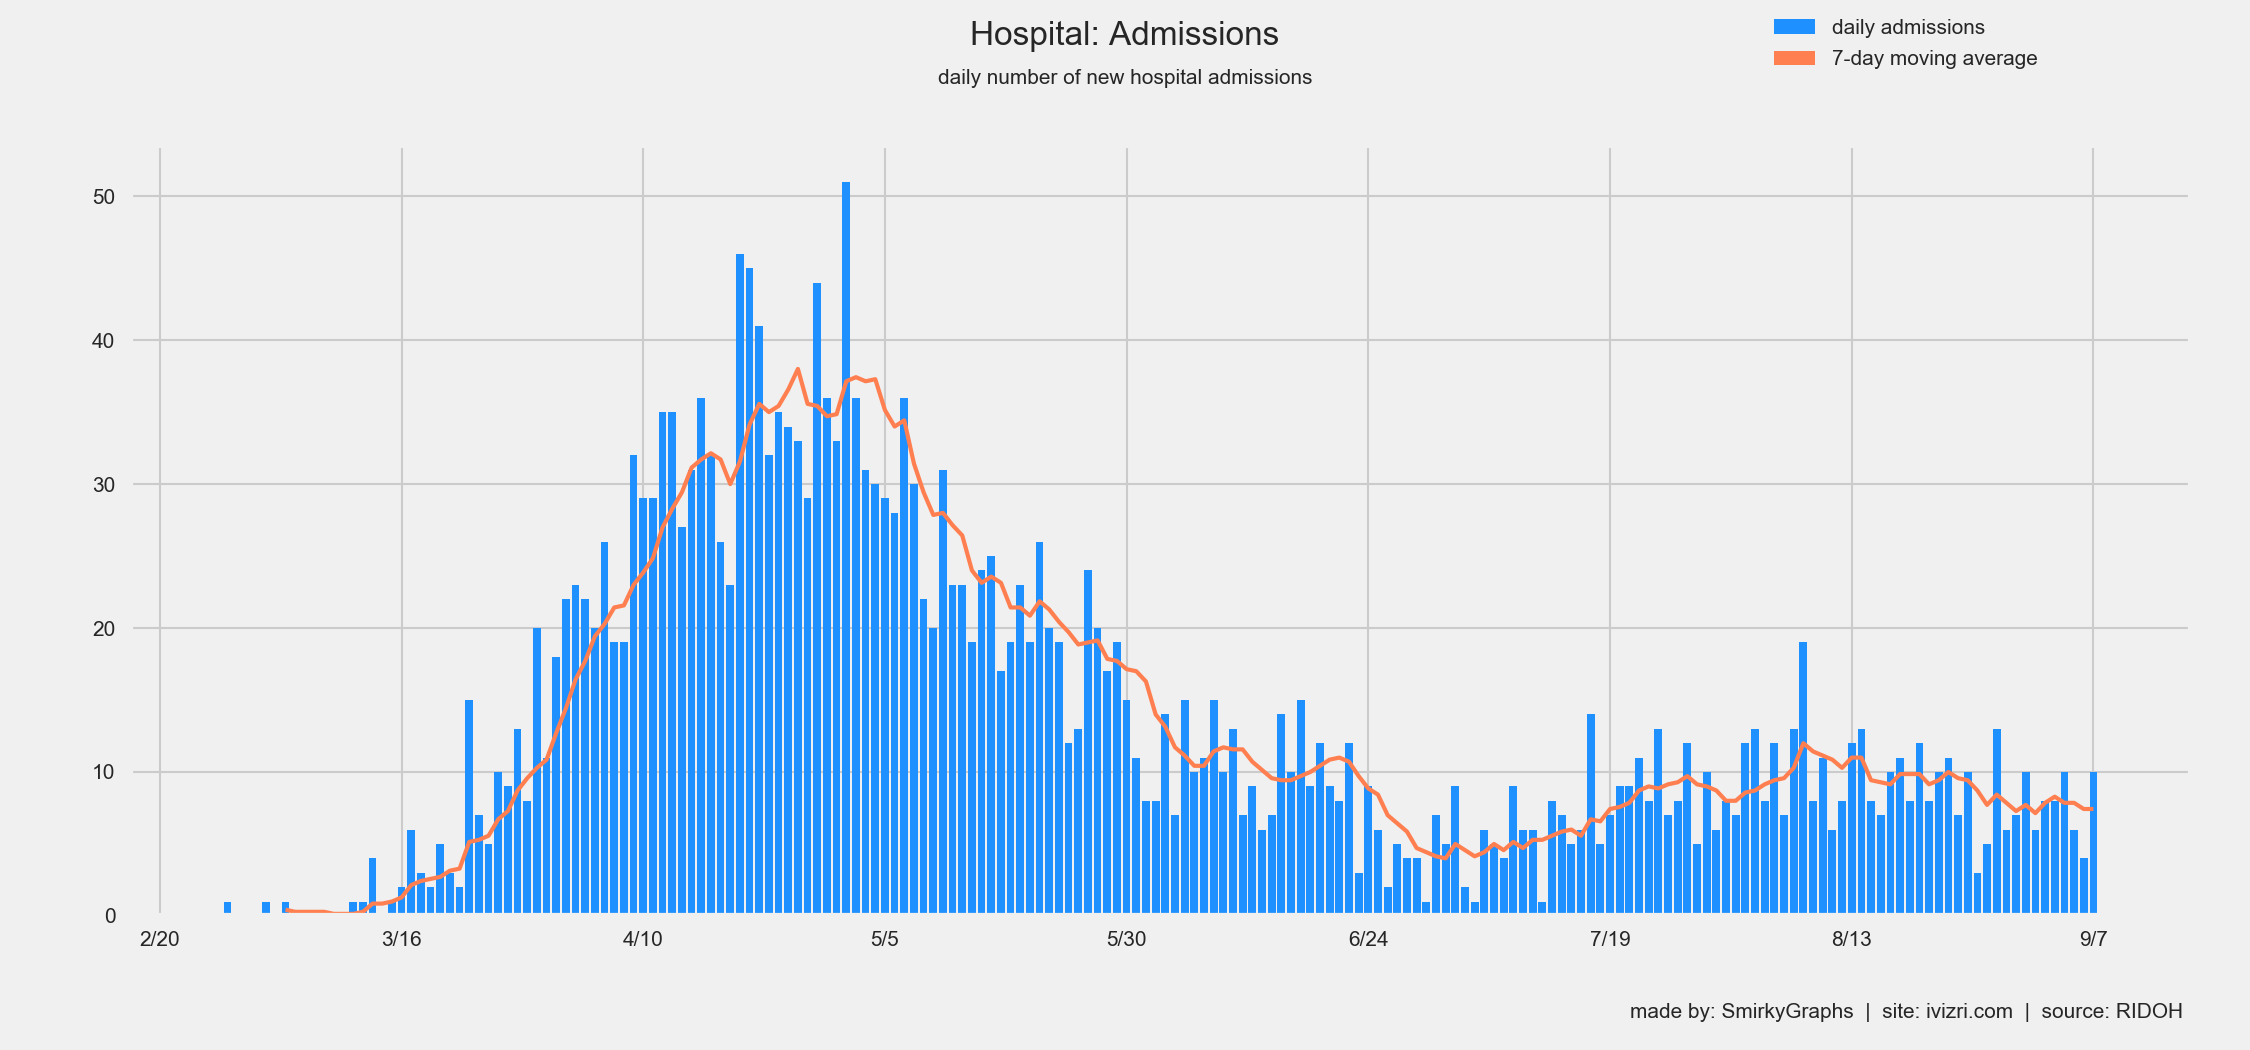 Hospital: Admissions
daily number of new hospital admissions
daily admissions
7-day moving average
50
40
30
20
10
0
2/20 3/16 4/10 5/5 5/30 6/24 7/19 8/13 9/7
made by: SmirkyGraphs | site: ivizri.com | source: RIDOH